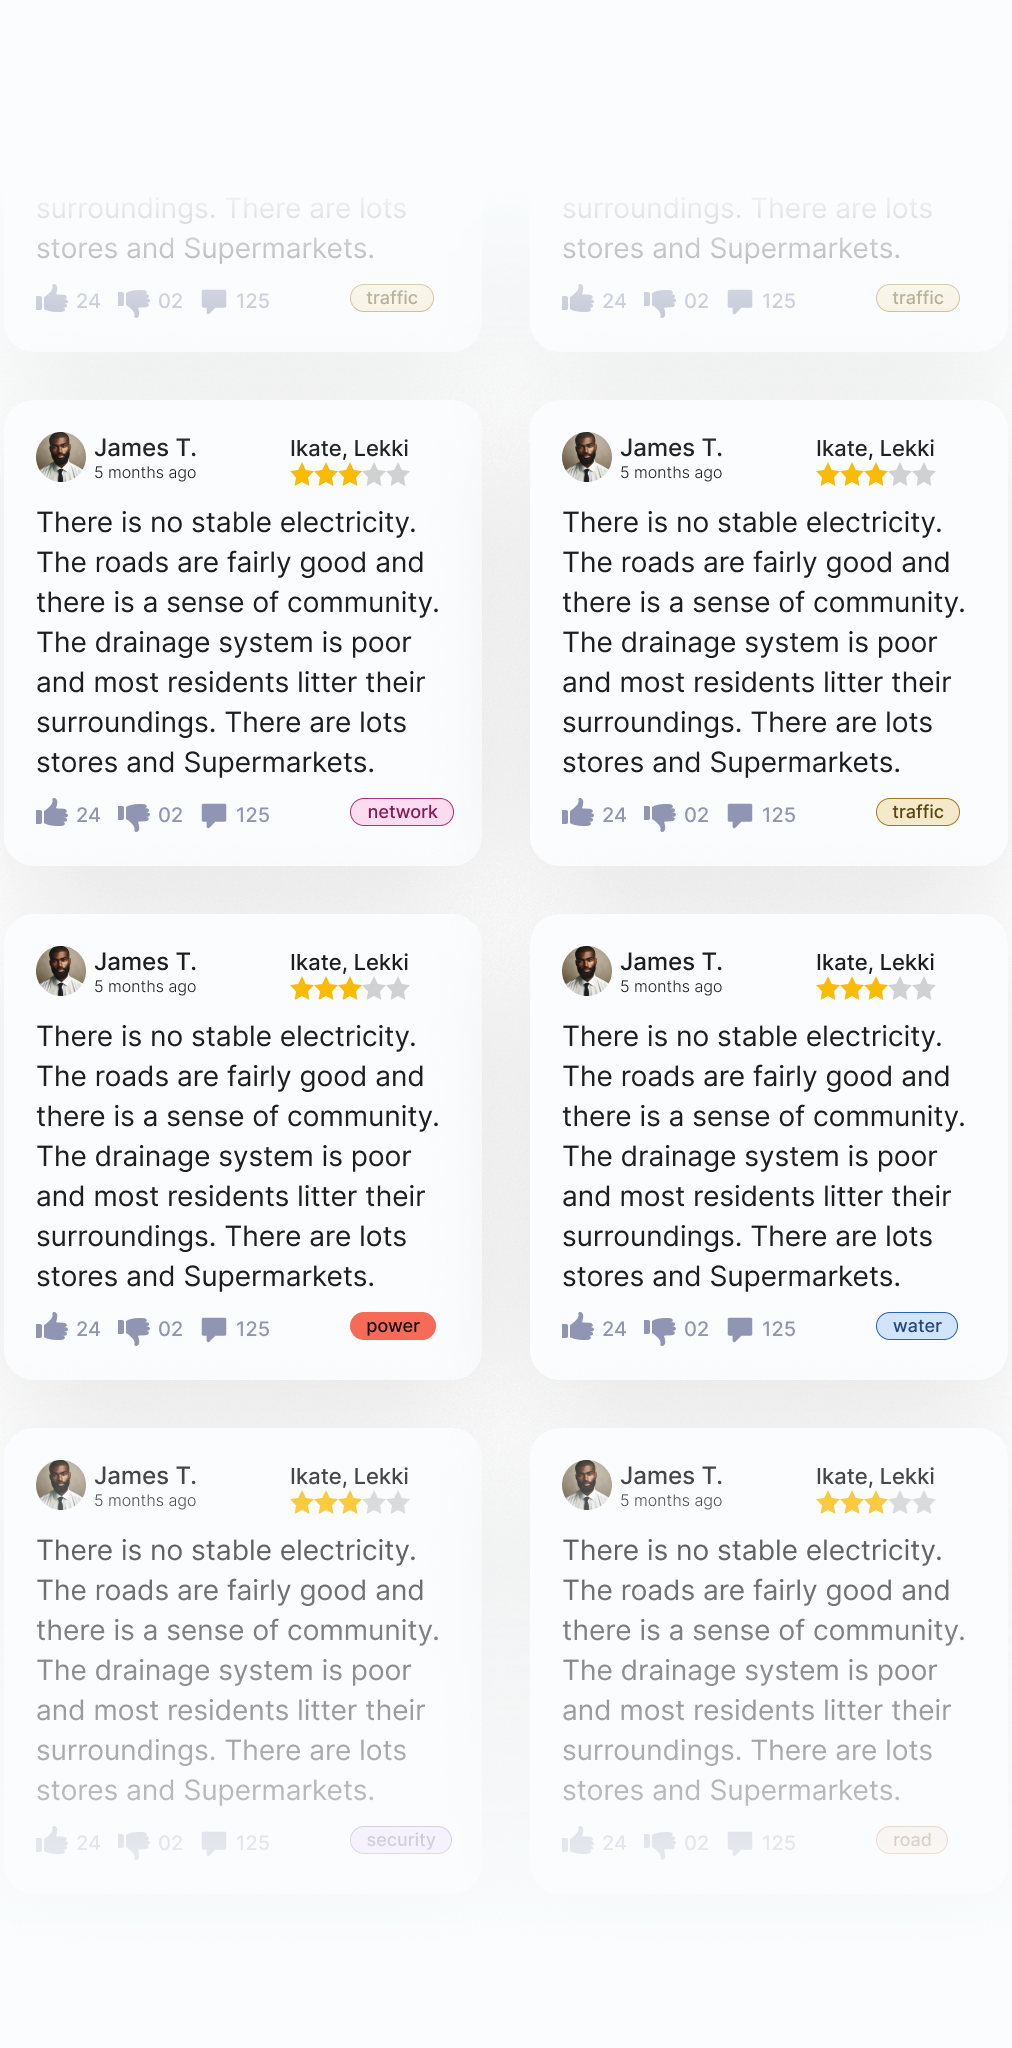 surroundings. There are lots
stores and Supermarkets.
24 02 125 traffic
surroundings. There are lots
stores and Supermarkets.
24 02 125 traffic
James T. Ikate, Lekki
5 months ago
There is no stable electricity.
The roads are fairly good and
there is a sense of community.
The drainage system is poor
and most residents litter their
surroundings. There are lots
stores and Supermarkets.
24 02 125 network
James T. Ikate, Lekki
5 months ago
There is no stable electricity.
The roads are fairly good and
there is a sense of community.
The drainage system is poor
and most residents litter their
surroundings. There are lots
stores and Supermarkets.
24 02 125 traffic
James T. Ikate, Lekki
5 months ago
There is no stable electricity.
The roads are fairly good and
there is a sense of community.
The drainage system is poor
and most residents litter their
surroundings. There are lots
stores and Supermarkets.
24 02 125 power
James T. Ikate, Lekki
5 months ago
There is no stable electricity.
The roads are fairly good and
there is a sense of community.
The drainage system is poor
and most residents litter their
surroundings. There are lots
stores and Supermarkets.
24 02 125 water
James T. Ikate, Lekki
5 months ago
There is no stable electricity.
The roads are fairly good and
there is a sense of community.
The drainage system is poor
and most residents litter their
surroundings. There are lots
stores and Supermarkets.
24 02 125 security
James T. Ikate, Lekki
5 months ago
There is no stable electricity.
The roads are fairly good and
there is a sense of community.
The drainage system is poor
and most residents litter their
surroundings. There are lots
stores and Supermarkets.
24 02 125 road